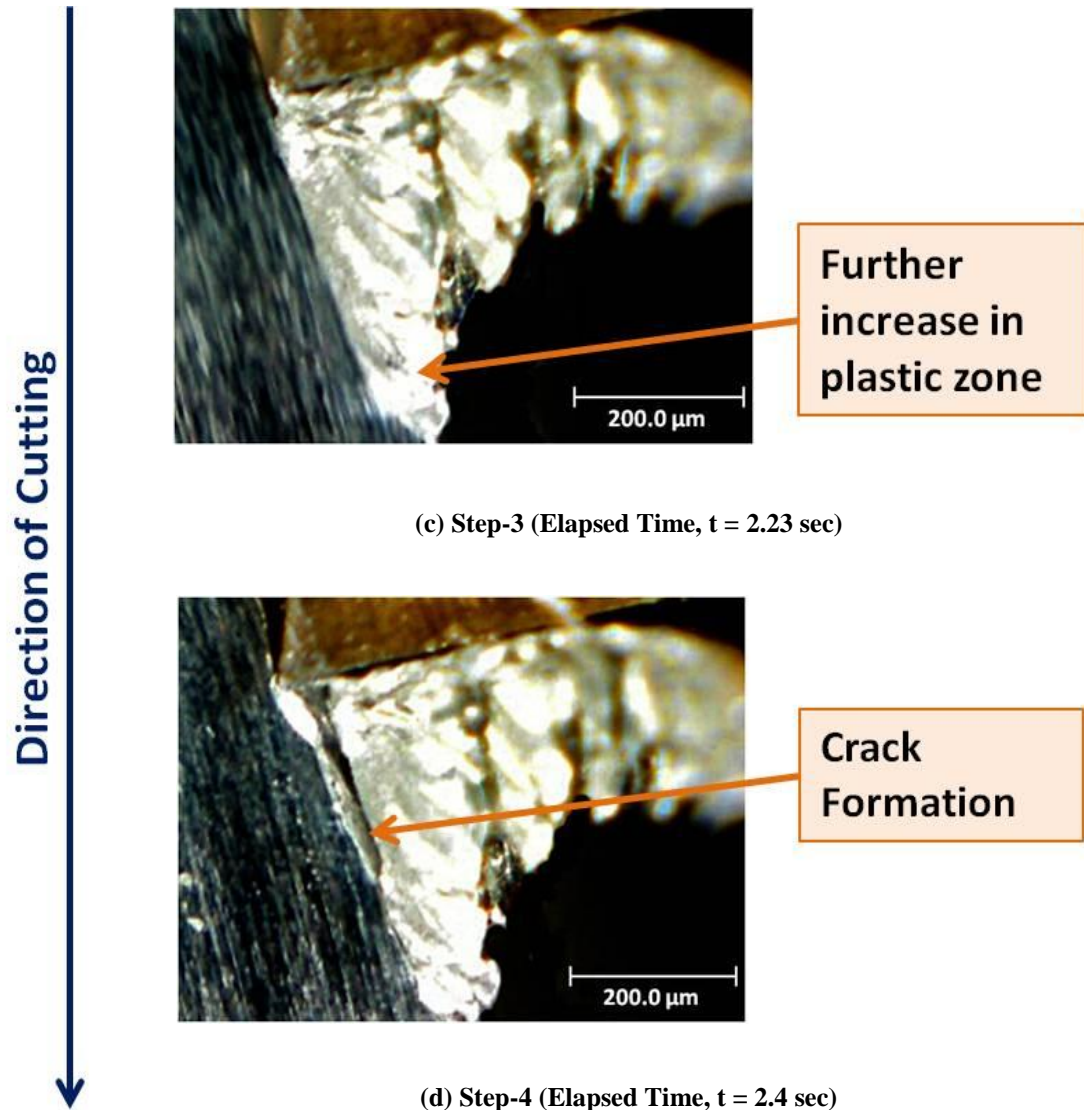 Direction of Cutting
Further
increase in
plastic zone
200.0 µm
(c) Step-3 (Elapsed Time, t = 2.23 sec)
Crack
Formation
200.0 µm
(d) Step-4 (Elapsed Time, t = 2.4 sec)